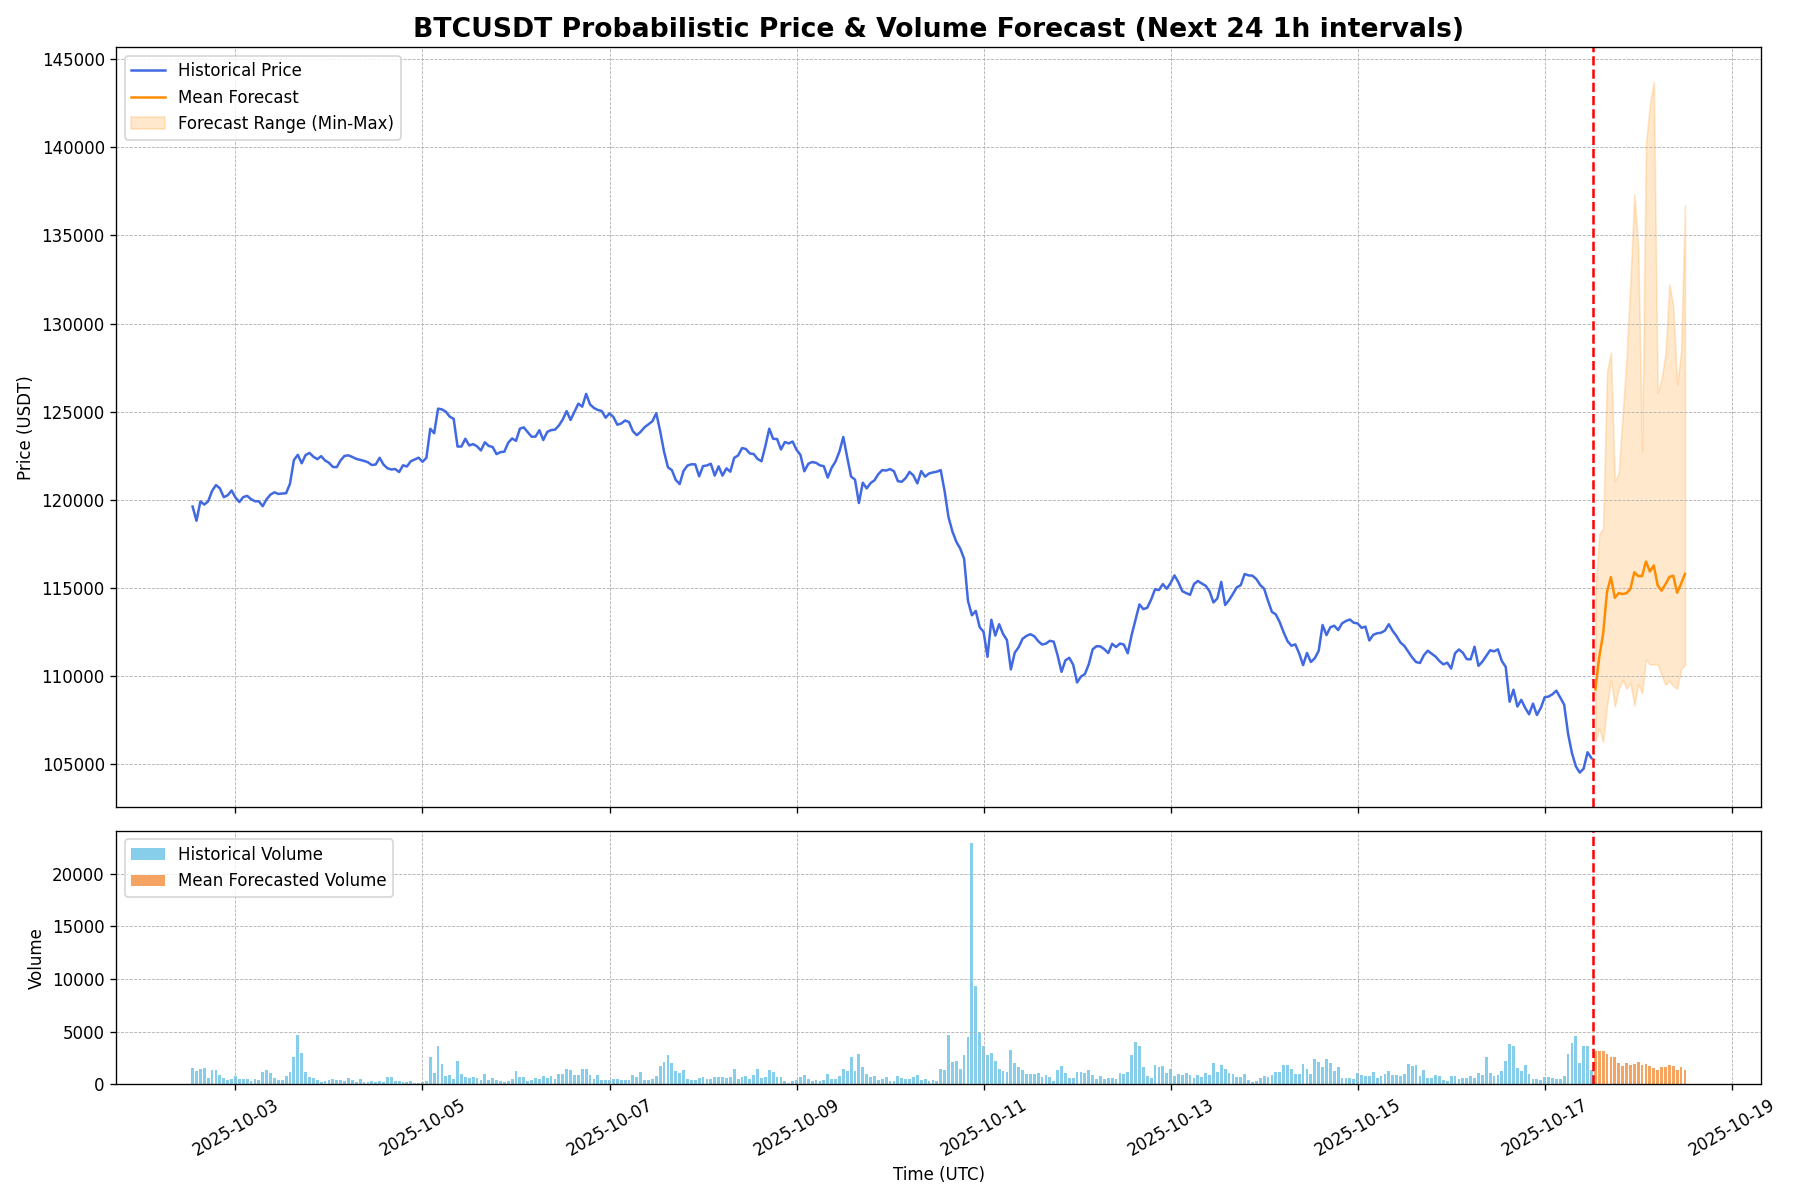 BTCUSDT Probabilistic Price & Volume Forecast (Next 24 1h intervals)
Historical Price
Mean Forecast
Forecast Range (Min-Max)
Price (USDT)
145000
140000
135000
130000
125000
120000
115000
110000
105000
Historical Volume
Mean Forecasted Volume
Volume
20000
15000
10000
5000
0
2025-10-03
2025-10-05
2025-10-07
2025-10-09
2025-10-11
2025-10-13
2025-10-15
2025-10-17
2025-10-19
Time (UTC)